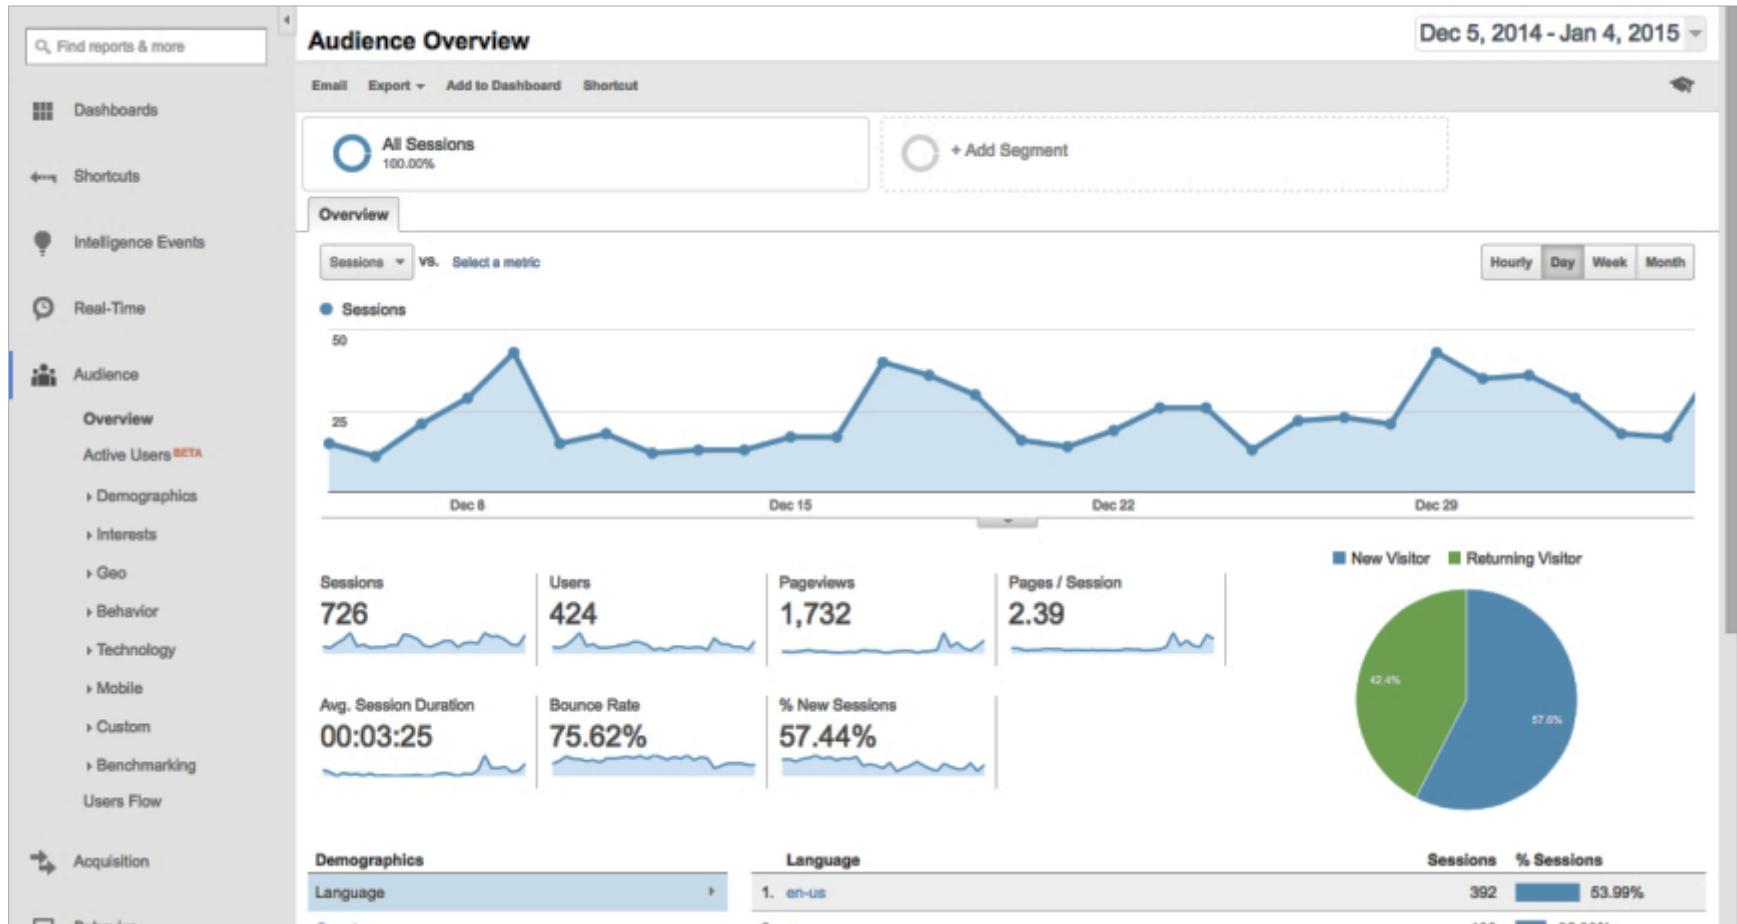 Find reports & more
Dashboards
Shortcuts
Intelligence Events
Real-Time
Audience
Overview
Active Users BETA
Demographics
Interests
Geo
Behavior
Technology
Mobile
Custom
Benchmarking
Users Flow
Acquisition
Audience Overview
Dec 5, 2014 - Jan 4, 2015
Email Export Add to Dashboard Shortcut
All Sessions
100.00%
+ Add Segment
Overview
Sessions VS. Select a metric
Hourly Day Week Month
Sessions
50
25
Dec 8 Dec 15 Dec 22 Dec 29
New Visitor Returning Visitor
42.4%
57.6%
Sessions
726
Users
424
Pageviews
1,732
Pages / Session
2.39
Avg. Session Duration
00:03:25
Bounce Rate
75.62%
% New Sessions
57.44%
Demographics
Language
Language Sessions % Sessions
1. en-us 392 53.99%